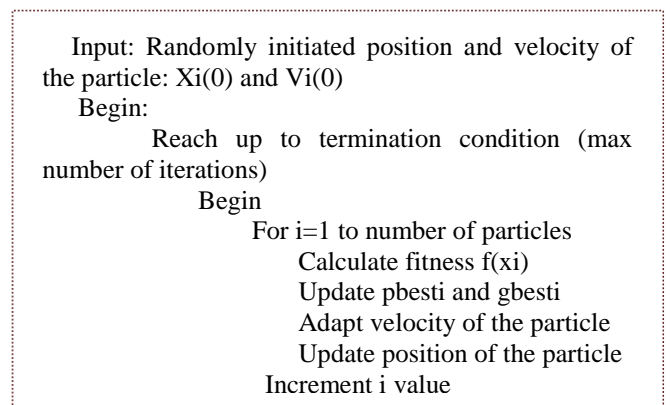 Input: Randomly initiated position and velocity of
the particle: Xi(0) and Vi(0)
Begin:
Reach up to termination condition (max
number of iterations)
Begin
For i=1 to number of particles
Calculate fitness f(xi)
Update pbesti and gbesti
Adapt velocity of the particle
Update position of the particle
Increment i value